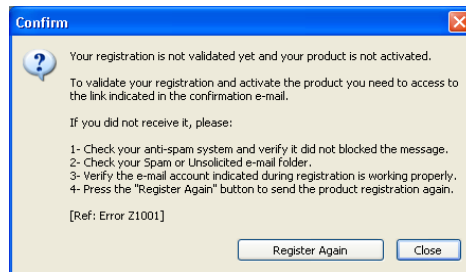 Confirm
Your registration is not validated yet and your product is not activated.
To validate your registration and activate the product you need to access to
the link indicated in the confirmation e-mail.
If you did not receive it, please:
1- Check your anti-spam system and verify it did not blocked the message.
2- Check your Spam or Unsolicited e-mail folder.
3- Verify the e-mail account indicated during registration is working properly.
4- Press the "Register Again" button to send the product registration again.
[Ref: Error Z1001]
Register Again Close